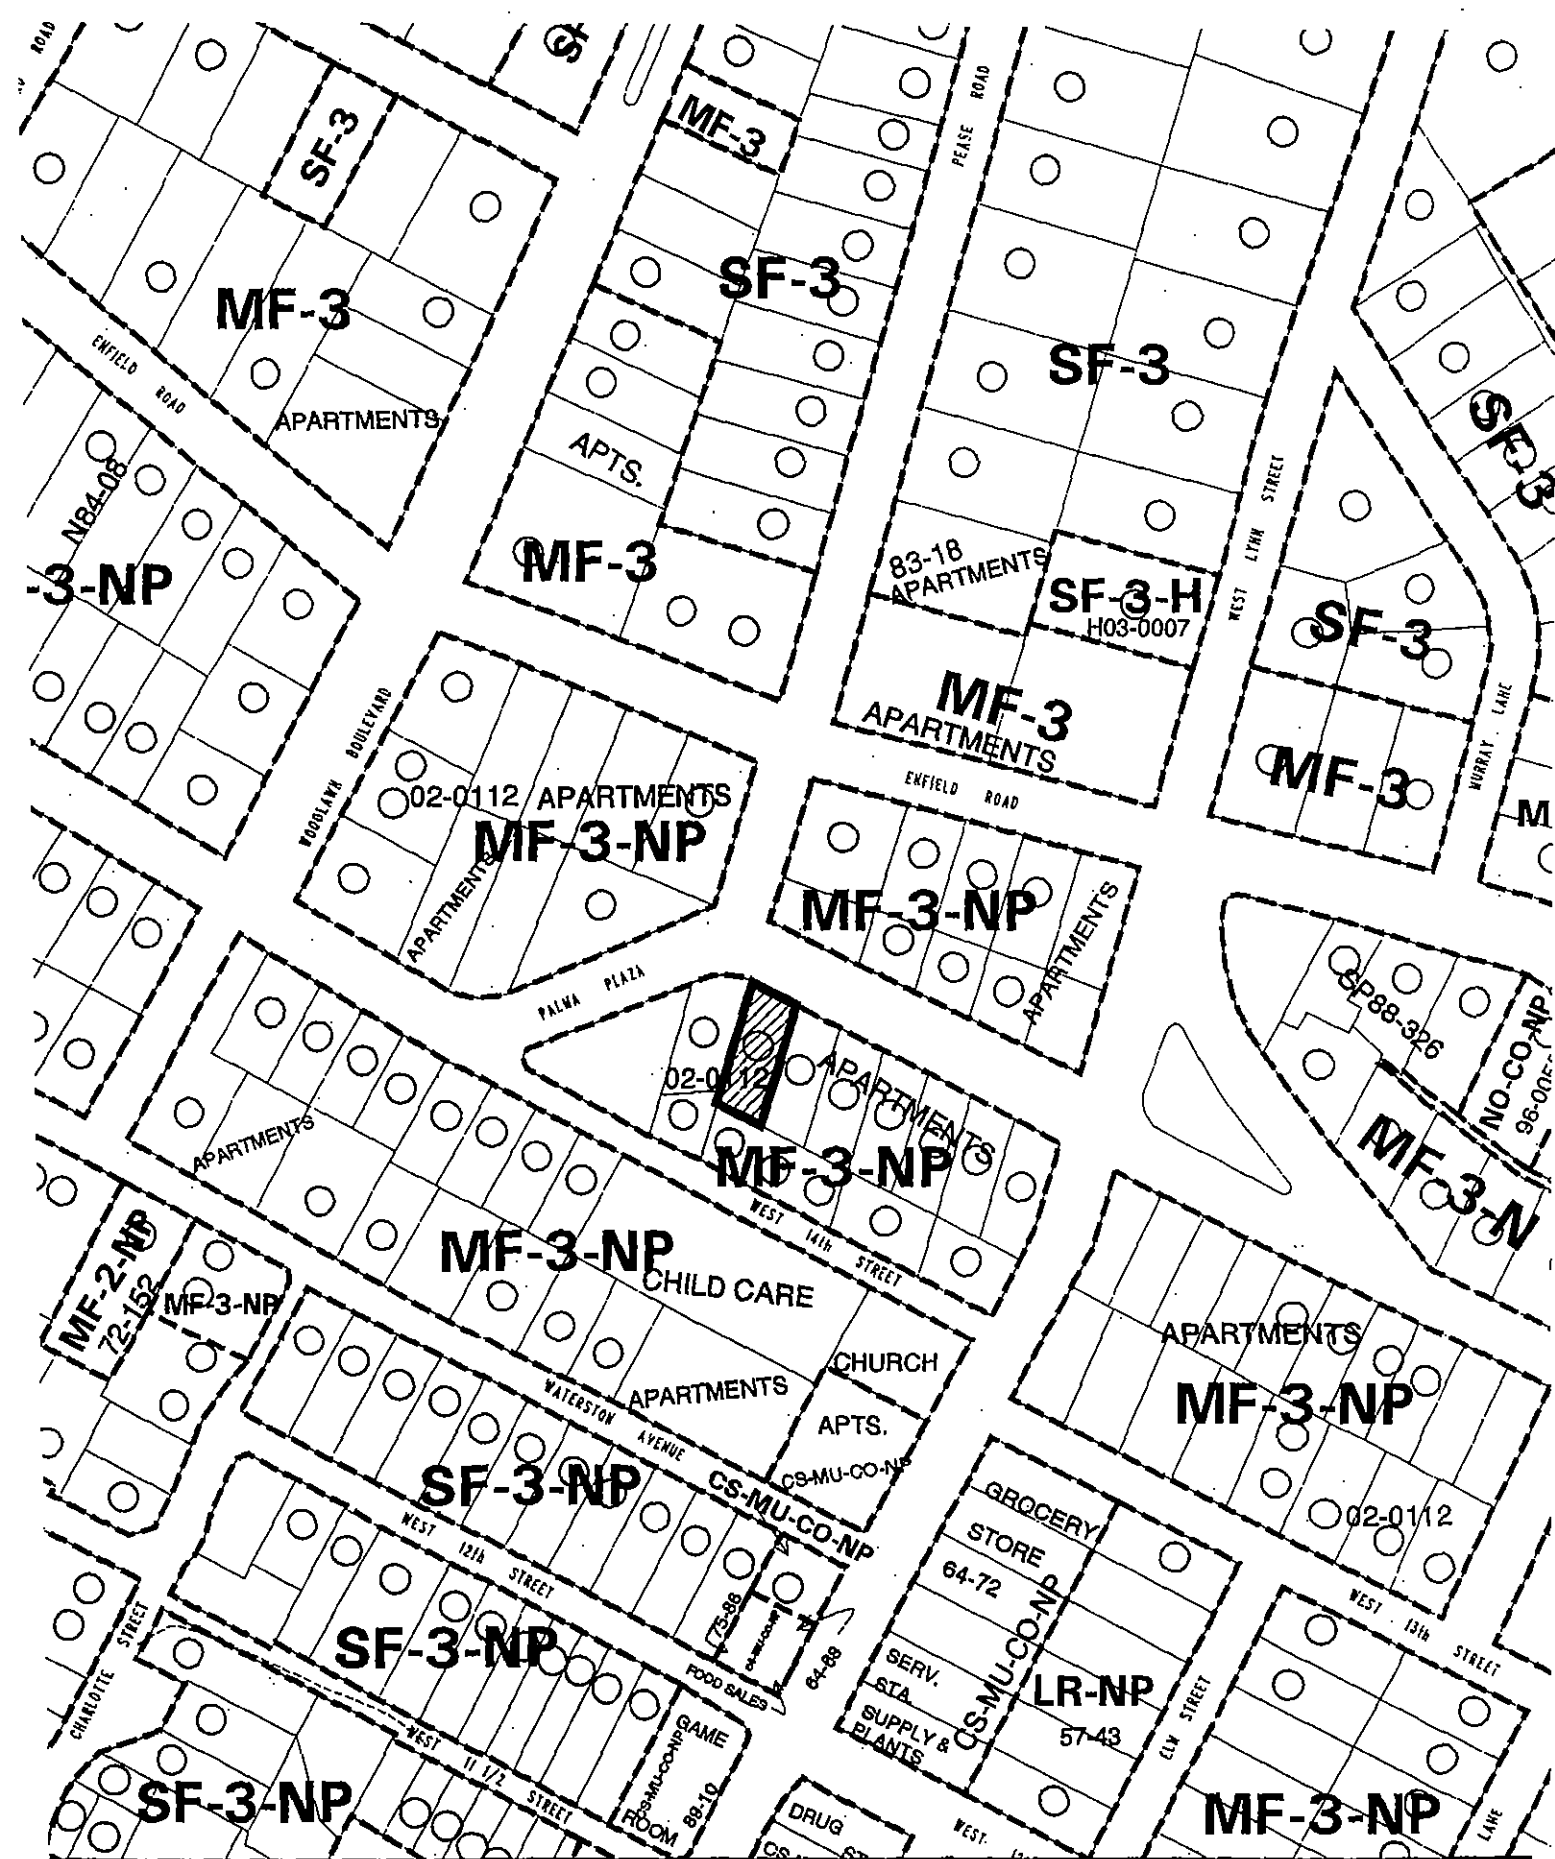 ROAD
SF
PEASE ROAD
MF-3
SF-3
SF-3
MF-3
SF-3
ENFIELD ROAD
APARTMENTS
APTS.
SF-3
N84-08
-3-NP
MF-3
83-18
APARTMENTS
SF-3-H
H03-0007
WEST LYNN STREET
SF-3
MF-3
APARTMENTS
MURRAY LANE
MF-3
M
WOODLAWN BOULEVARD
02-0112 APARTMENTS
MF-3-NP
APARTMENTS
ENFIELD ROAD
MF-3-NP
APARTMENTS
PALMA PLAZA
SP88-326
NO-CO-NP
02-0112
APARTMENTS
MF-3-NP
MF-3-N
APARTMENTS
WEST 14th STREET
MF-2-NP
72-152
MF-3-NP
MF-3-NP
CHILD CARE
CHURCH
APARTMENTS
MF-3-NP
WATERSTON AVENUE
APARTMENTS
APTS.
CS-MU-CO-NP
SF-3-NP
CS-MU-CO-NP
GROCERY
STORE
64-72
02-0112
WEST 12th STREET
75-86
64-88
CS-MU-CO-NP
WEST 13th STREET
CHARLOTTE STREET
SF-3-NP
FOOD SALES
SERV.
STA.
SUPPLY &
PLANTS
LR-NP
57-43
ELM STREET
WEST 11 1/2 STREET
GAME
CS-MU-CO-NP
ROOM
SF-3-NP
DRUG
ST
CS-M
WEST
MF-3-NP
LANE